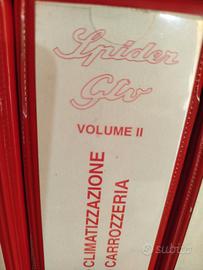 Spider
Gtv
VOLUME II
CLIMATIZZAZIONE
CARROZZERIA
subito